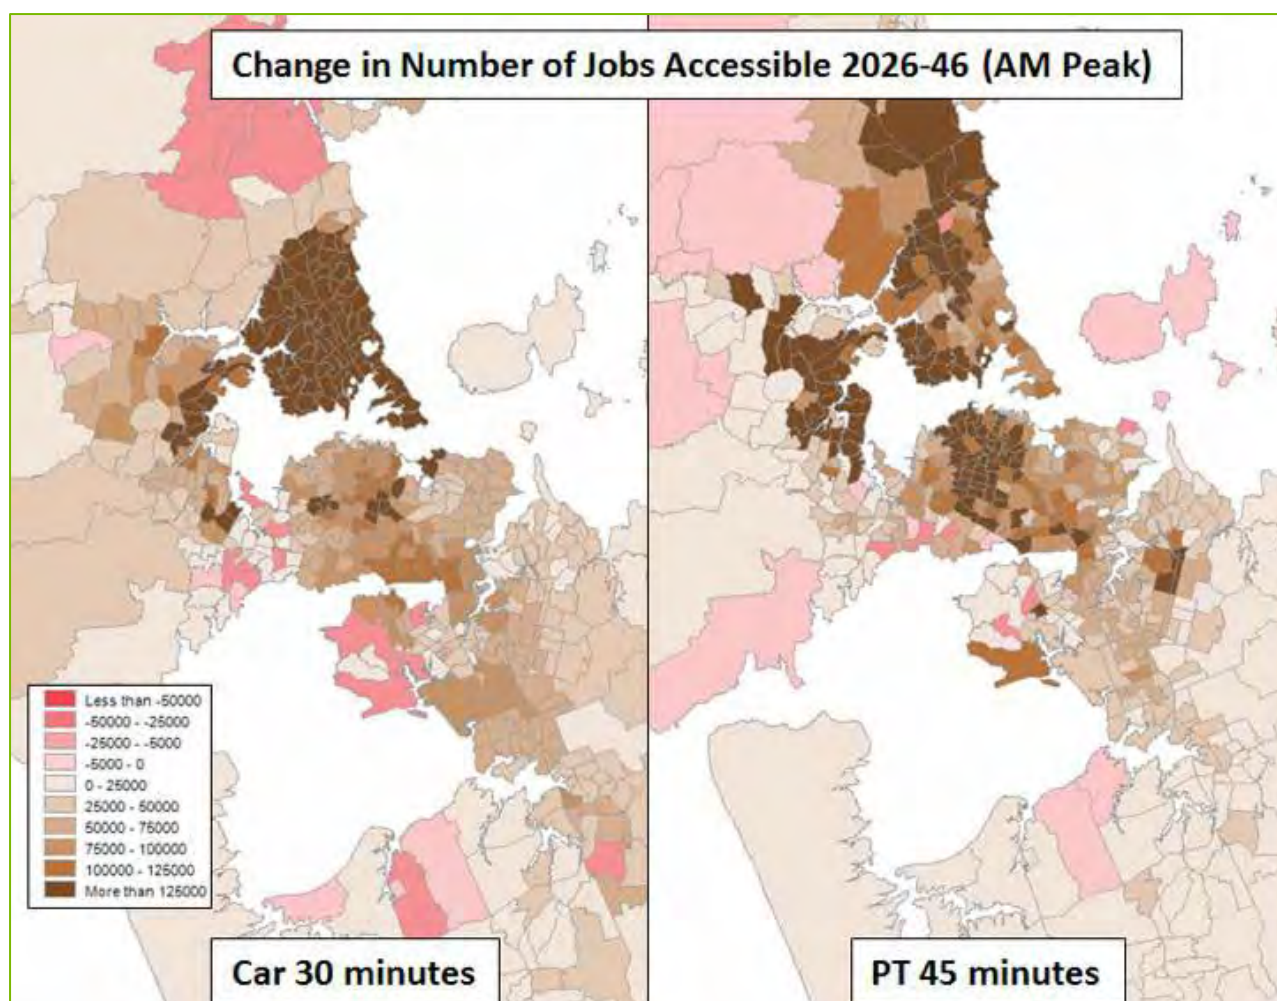 Change in Number of Jobs Accessible 2026-46 (AM Peak)
Less than -50000
-50000 - -25000
-25000 - -5000
-5000 - 0
0 - 25000
25000 - 50000
50000 - 75000
75000 - 100000
100000 - 125000
More than 125000
Car 30 minutes
PT 45 minutes